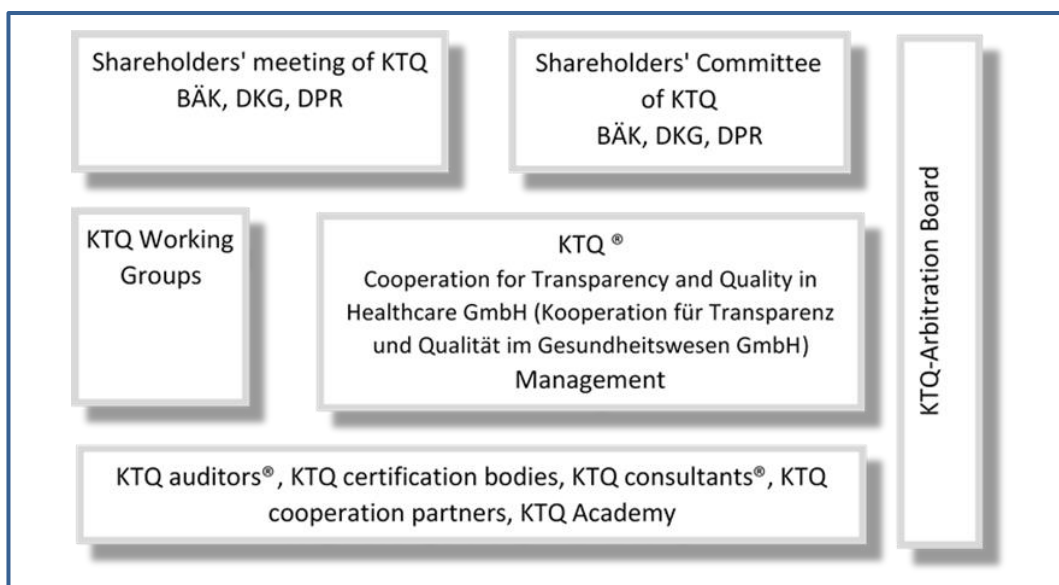 Shareholders' meeting of KTQ
BÄK, DKG, DPR
Shareholders' Committee
of KTQ
BÄK, DKG, DPR
KTQ Working
Groups
KTQ ®
Cooperation for Transparency and Quality in
Healthcare GmbH (Kooperation für Transparenz
und Qualität im Gesundheitswesen GmbH)
Management
KTQ auditors®, KTQ certification bodies, KTQ consultants®, KTQ
cooperation partners, KTQ Academy
KTQ-Arbitration Board